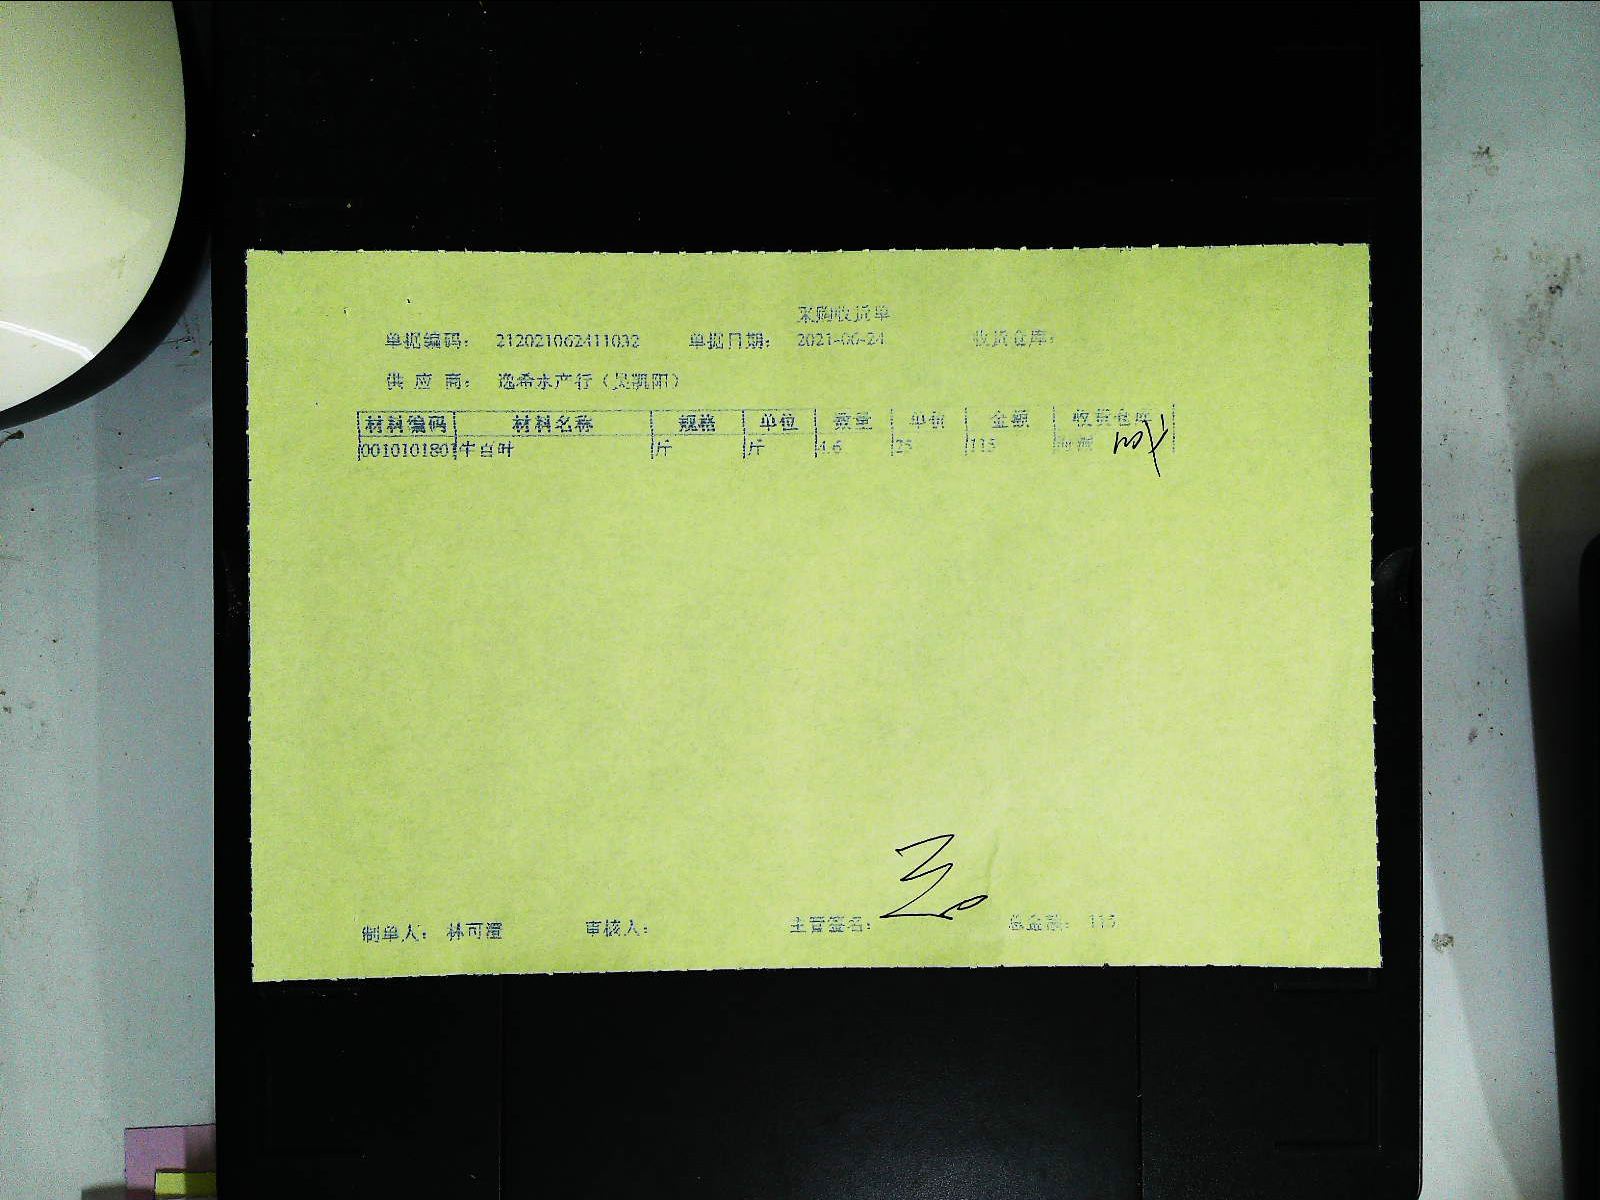 采购收货单
单据编码： 212021062411032 单据日期： 2021-06-24 收货仓库：
供 应 商： 逸希水产行（吴凯阳）
材料编码 材料名称 规格 单位 数量 单价 金额 收货仓库
0010101801 牛百叶 斤 斤 4.6 25 115
制单人： 林可澄 审核人： 主管签名： 总金额： 115